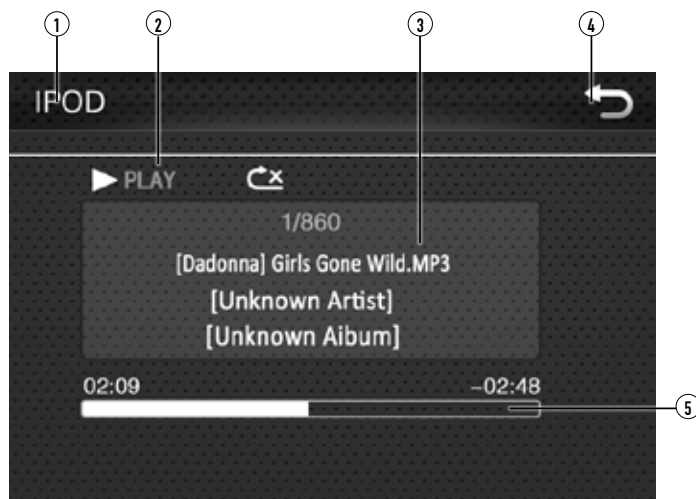 1 2 3 4
IPOD
PLAY
1/860
[Dadonna] Girls Gone Wild.MP3
[Unknown Artist]
[Unknown Aibum]
02:09 -02:48
5